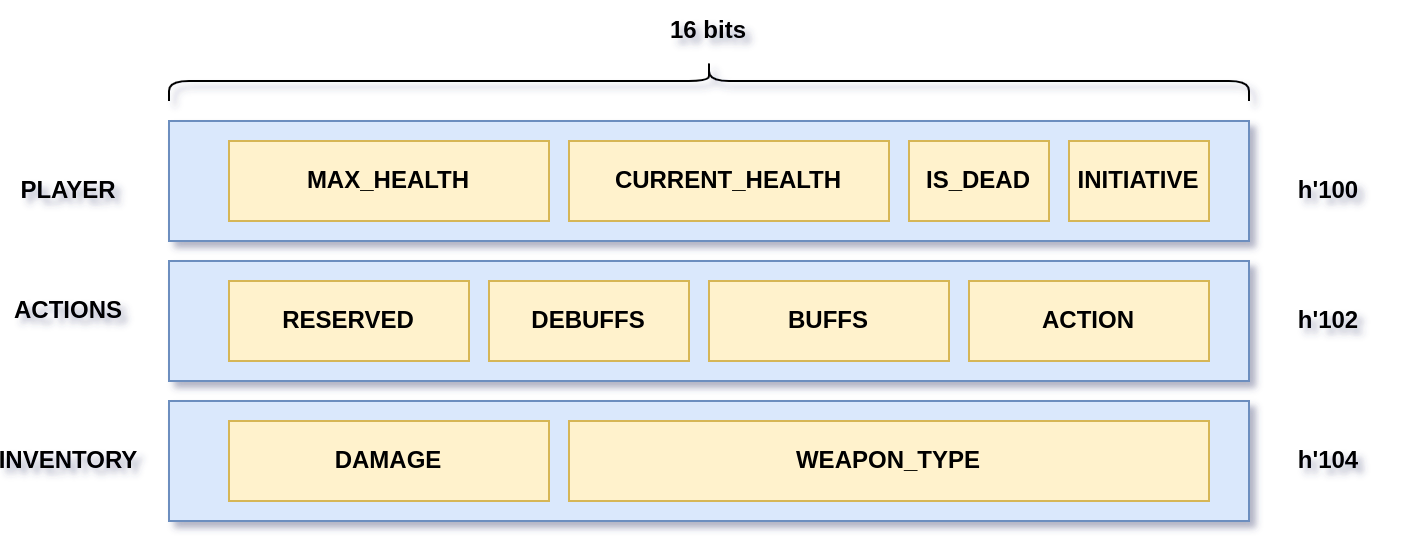 16 bits
PLAYER
MAX_HEALTH
CURRENT_HEALTH
IS_DEAD
INITIATIVE
h'100
ACTIONS
RESERVED
DEBUFFS
BUFFS
ACTION
h'102
INVENTORY
DAMAGE
WEAPON_TYPE
h'104